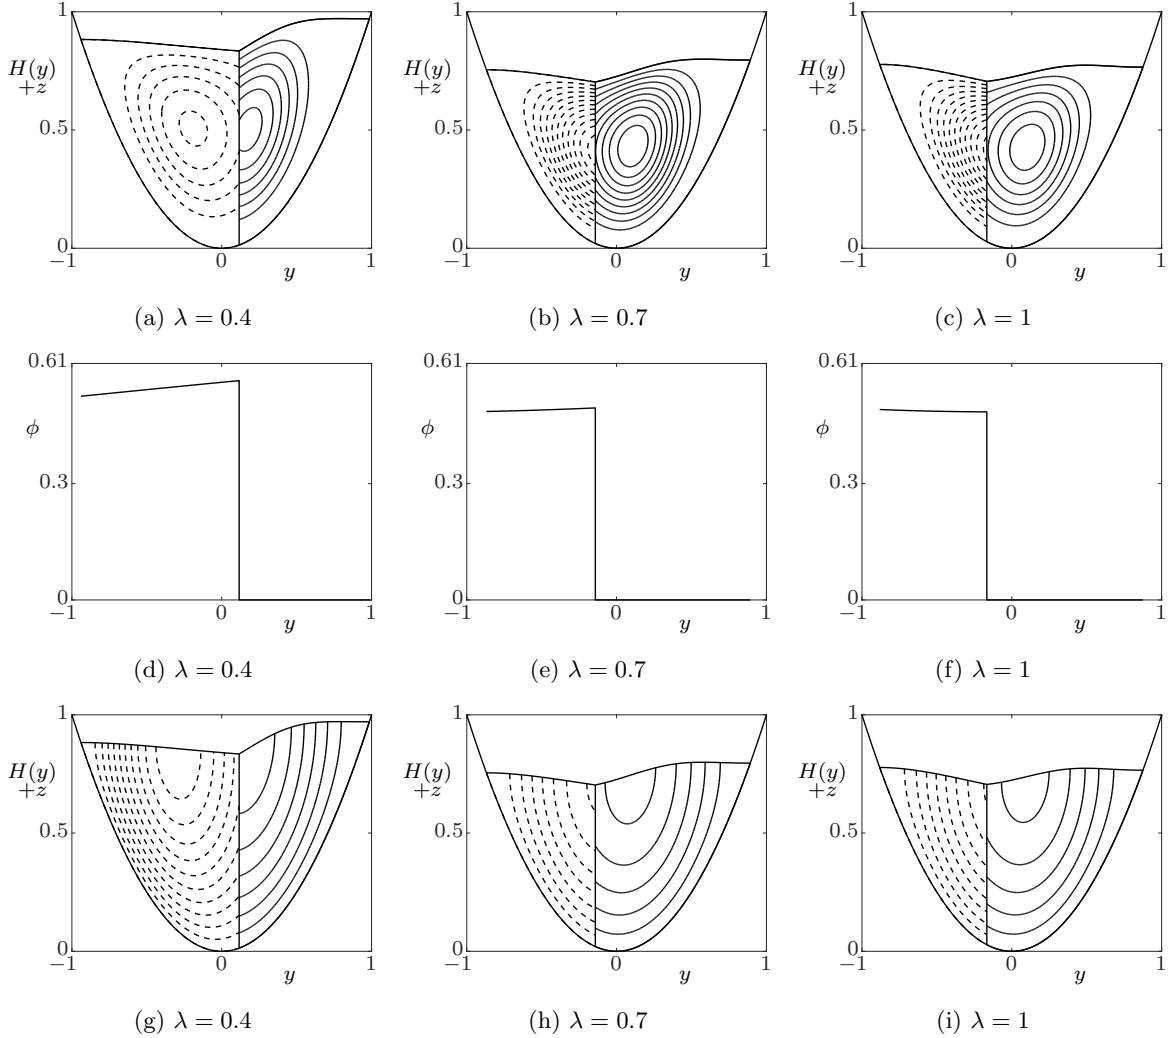 1 1 1
H(y) H(y) H(y)
+z +z +z
0.5 0.5 0.5
0 0 0
−1 0 1 −1 0 1 −1 0 1
y y y
(a) λ = 0.4 (b) λ = 0.7 (c) λ = 1
0.61 0.61 0.61
ϕ ϕ ϕ
0.3 0.3 0.3
0 0 0
−1 0 1 −1 0 1 −1 0 1
y y y
(d) λ = 0.4 (e) λ = 0.7 (f) λ = 1
1 1 1
H(y) H(y) H(y)
+z +z +z
0.5 0.5 0.5
0 0 0
−1 0 1 −1 0 1 −1 0 1
y y y
(g) λ = 0.4 (h) λ = 0.7 (i) λ = 1